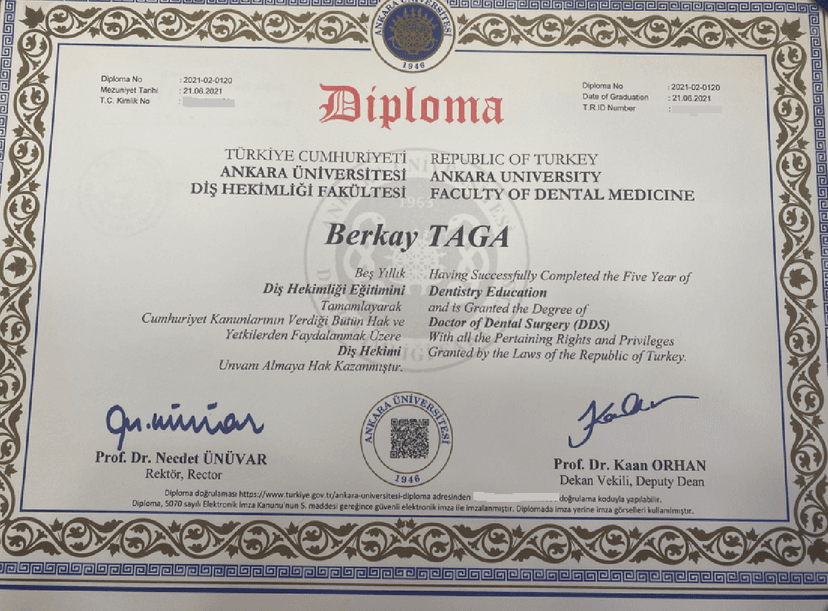 ANKARA ÜNİVERSİTESİ
1946
Diploma No : 2021-02-0120
Mezuniyet Tarihi : 21.06.2021
T.C. Kimlik No :
Diploma No : 2021-02-0120
Date of Graduation : 21.06.2021
T.R.ID Number :
Diploma
TÜRKİYE CUMHURİYETİ
ANKARA ÜNİVERSİTESİ
DİŞ HEKİMLİĞİ FAKÜLTESİ
REPUBLIC OF TURKEY
ANKARA UNIVERSITY
FACULTY OF DENTAL MEDICINE
1963
Berkay TAGA
Beş Yıllık
Diş Hekimliği Eğitimini
Tamamlayarak
Cumhuriyet Kanunlarının Verdiği Bütün Hak ve
Yetkilerden Faydalanmak Üzere
Diş Hekimi
Unvanı Almaya Hak Kazanmıştır.
Having Successfully Completed the Five Year of
Dentistry Education
and is Granted the Degree of
Doctor of Dental Surgery (DDS)
With all the Pertaining Rights and Privileges
Granted by the Laws of the Republic of Turkey.
Prof. Dr. Necdet ÜNÜVAR
Rektör, Rector
ANKARA ÜNİVERSİTESİ
1946
Prof. Dr. Kaan ORHAN
Dekan Vekili, Deputy Dean
Diploma doğrulaması https://www.turkiye.gov.tr/ankara-universitesi-diploma adresinden doğrulama koduyla yapılabilir.
Diploma, 5070 sayılı Elektronik İmza Kanunu'nun 5. maddesi gereğince güvenli elektronik imza ile imzalanmıştır. Diplomada imza yerine imza görselleri kullanılmıştır.